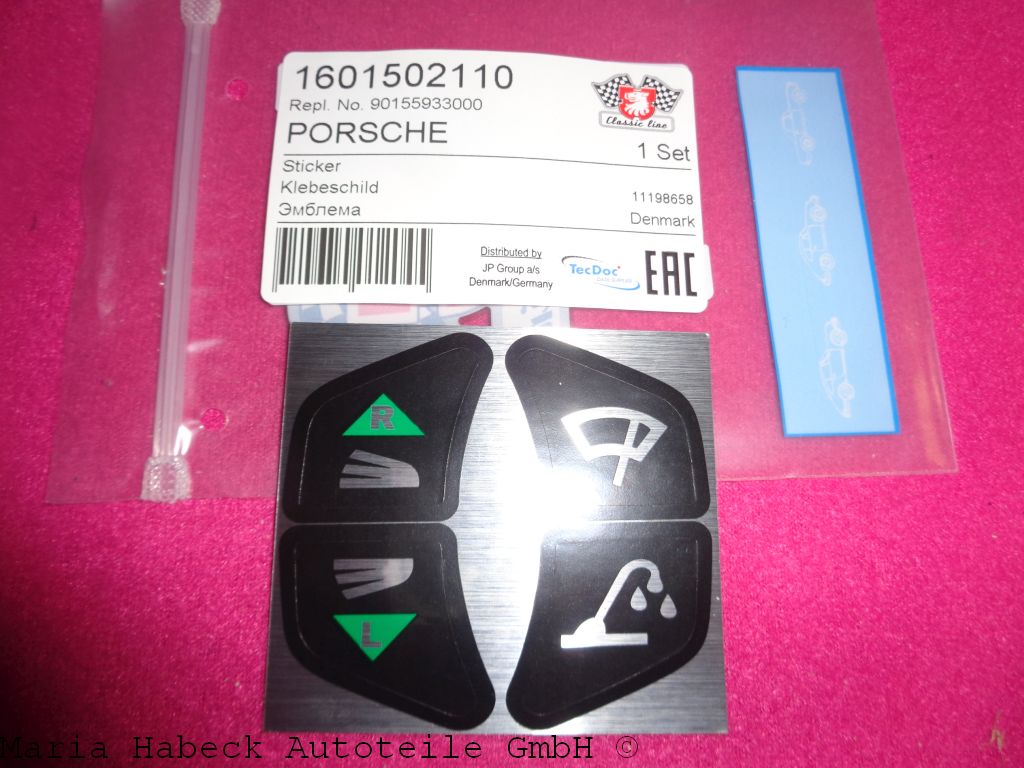 1601502110
Repl. No. 90155933000
PORSCHE
Classic line
1 Set
Sticker
Klebeschild
Эмблема
11198658
Denmark
Distributed by
JP Group a/s
Denmark/Germany
TecDoc
EAC
R
L
Maria Habeck Autoteile GmbH ©